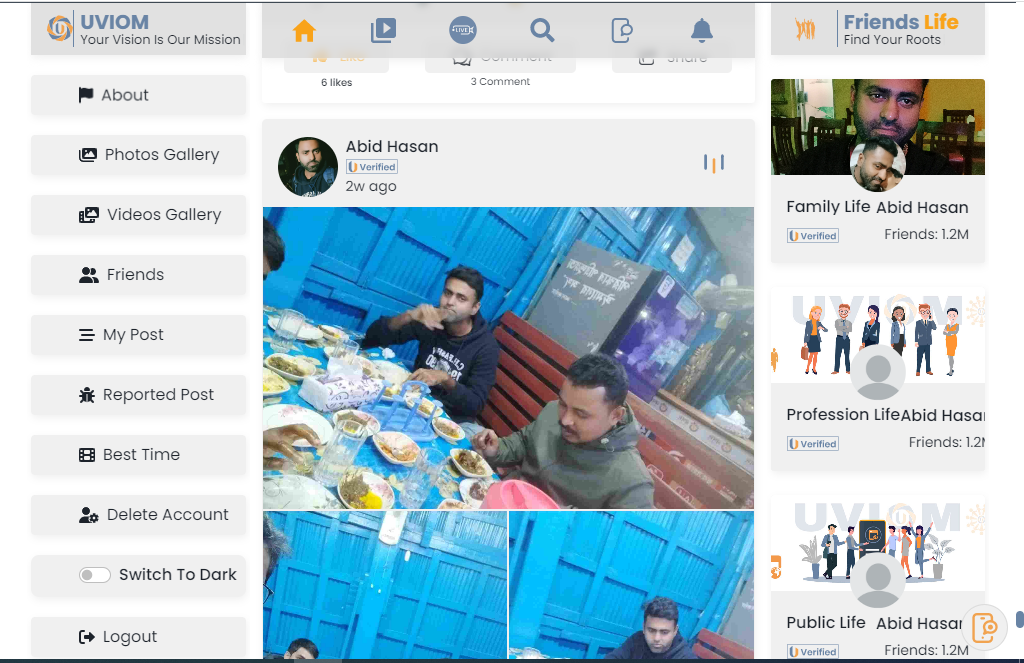 UVIOM
Your Vision Is Our Mission
About
Photos Gallery
Videos Gallery
Friends
My Post
Reported Post
Best Time
Delete Account
Switch To Dark
Logout
LIVE
Like
Comment
Share
6 likes
3 Comment
Abid Hasan
Verified
2w ago
Friends Life
Find Your Roots
Family Life Abid Hasan
Verified
Friends: 1.2M
UVIOM
Profession Life Abid Hasan
Verified
Friends: 1.2M
UVIOM
Public Life Abid Hasan
Verified
Friends: 1.2M